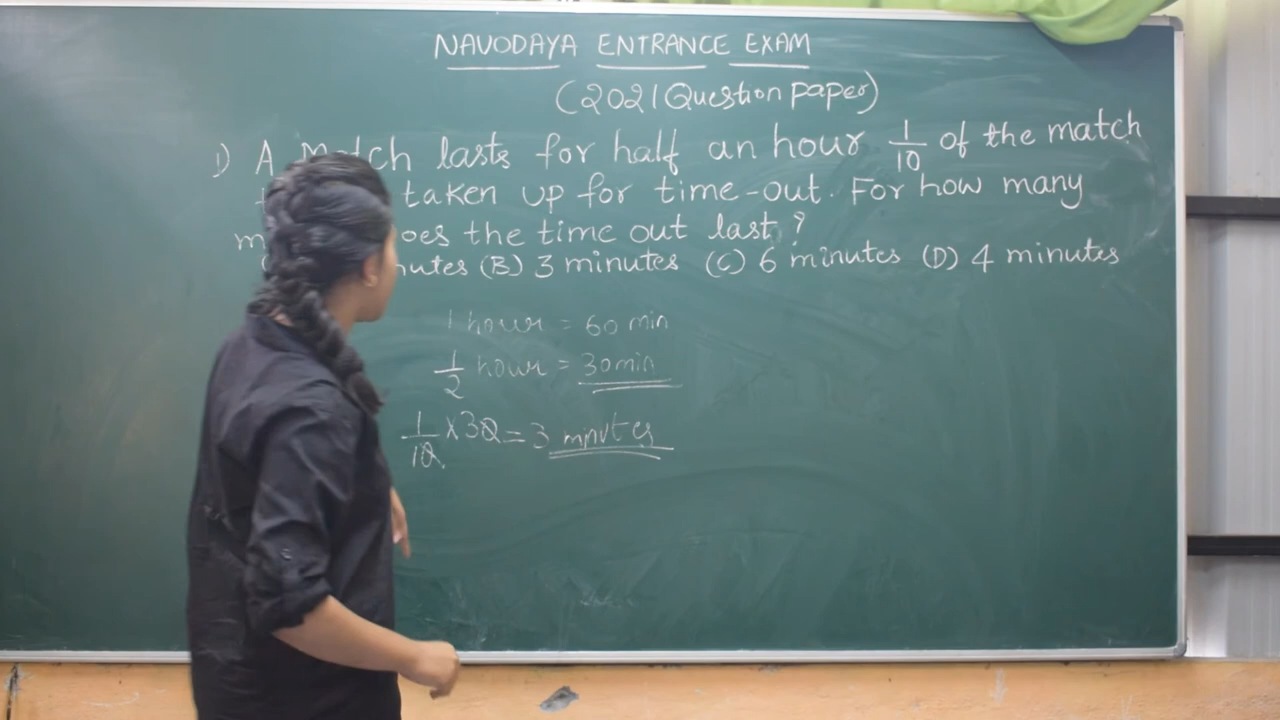 NAVODAYA ENTRANCE EXAM
(2021 Question paper)
1) A Match lasts for half an hour 1/10 of the match
taken up for time-out. For how many
the time out last?
(B) 3 minutes (C) 6 minutes (D) 4 minutes
1 hour = 60 min
1/2 hour = 30min
1/10 x 30 = 3 minutes